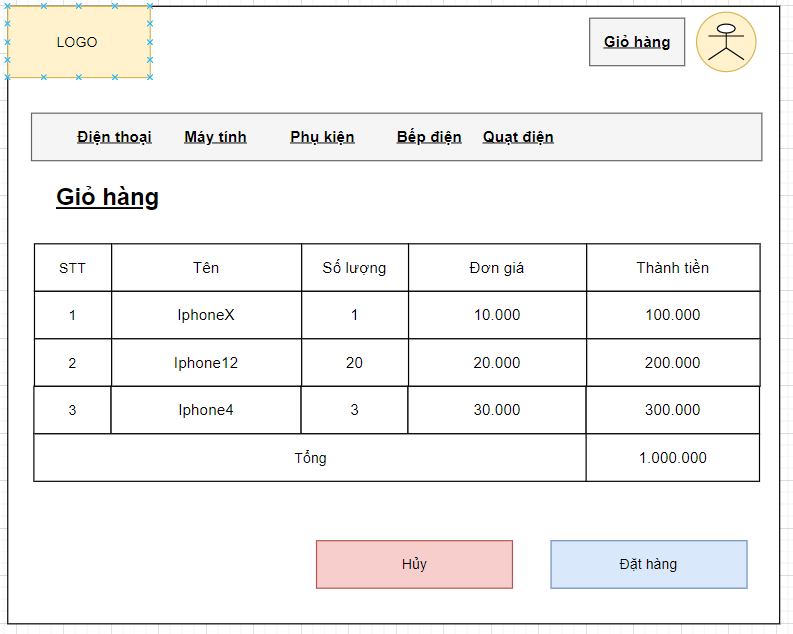 LOGO
Giỏ hàng
Điện thoại Máy tính Phụ kiện Bếp điện Quạt điện
Giỏ hàng
STT Tên Số lượng Đơn giá Thành tiền
1 IphoneX 1 10.000 100.000
2 Iphone12 20 20.000 200.000
3 Iphone4 3 30.000 300.000
Tổng 1.000.000
Hủy Đặt hàng